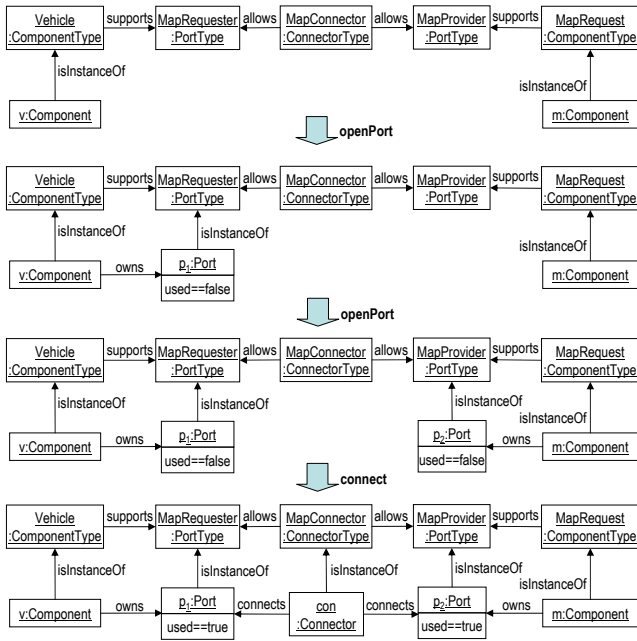 Vehicle supports MapRequester allows MapConnector allows MapProvider supports MapRequest
:ComponentType :PortType :ConnectorType :PortType :ComponentType
isInstanceOf isInstanceOf
v:Component m:Component
openPort
Vehicle supports MapRequester allows MapConnector allows MapProvider supports MapRequest
:ComponentType :PortType :ConnectorType :PortType :ComponentType
isInstanceOf isInstanceOf isInstanceOf
v:Component owns p₁:Port m:Component
used==false
openPort
Vehicle supports MapRequester allows MapConnector allows MapProvider supports MapRequest
:ComponentType :PortType :ConnectorType :PortType :ComponentType
isInstanceOf isInstanceOf isInstanceOf isInstanceOf
v:Component owns p₁:Port p₂:Port owns m:Component
used==false used==false
connect
Vehicle supports MapRequester allows MapConnector allows MapProvider supports MapRequest
:ComponentType :PortType :ConnectorType :PortType :ComponentType
isInstanceOf isInstanceOf isInstanceOf isInstanceOf isInstanceOf
v:Component owns p₁:Port connects con connects p₂:Port owns m:Component
used==true :Connector used==true